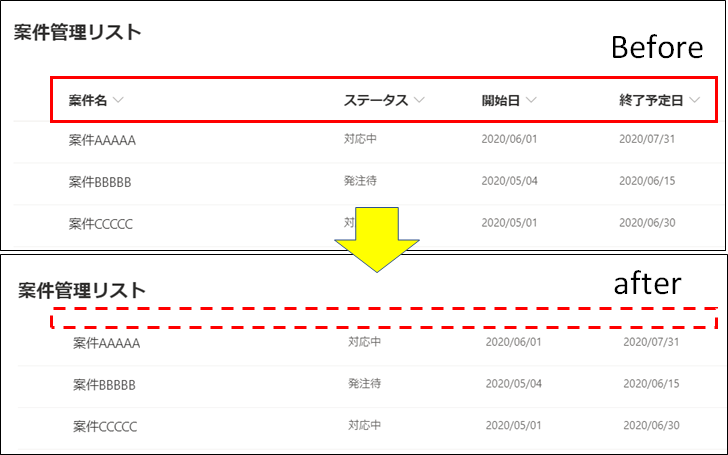 案件管理リスト
Before
案件名 ステータス 開始日 終了予定日
案件AAAAA 対応中 2020/06/01 2020/07/31
案件BBBBB 発注待 2020/05/04 2020/06/15
案件CCCCC 対 2020/05/01 2020/06/30
案件管理リスト
after
案件AAAAA 対応中 2020/06/01 2020/07/31
案件BBBBB 発注待 2020/05/04 2020/06/15
案件CCCCC 対応中 2020/05/01 2020/06/30